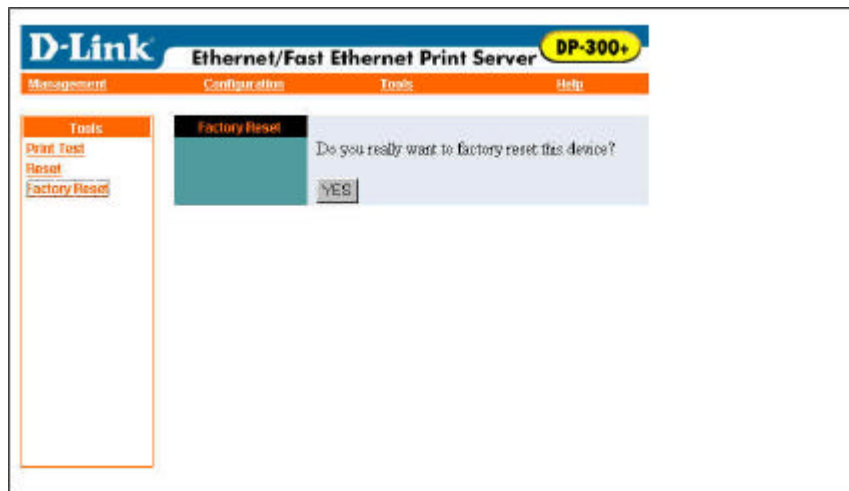 D-Link
Ethernet/Fast Ethernet Print Server
DP-300+
Management Configuration Tools Help
Tools
Print Test
Reset
Factory Reset
Factory Reset
Do you really want to factory reset this device?
YES